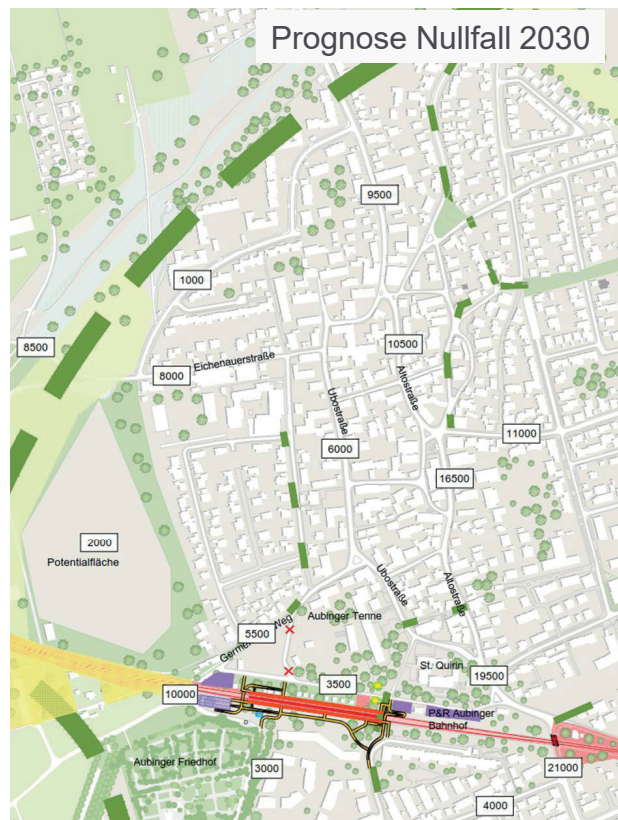 Prognose Nullfall 2030
9500
1000
8500
10500
8000
Eichenauerstraße
Altostraße
Ubostraße
11000
6000
16500
2000
Potentialfläche
Ubostraße
Altostraße
Aubinger Tenne
5500
Weg
St. Quirin
19500
3500
10000
P&R Aubinger
Bahnhof
Aubinger Friedhof
3000
21000
4000